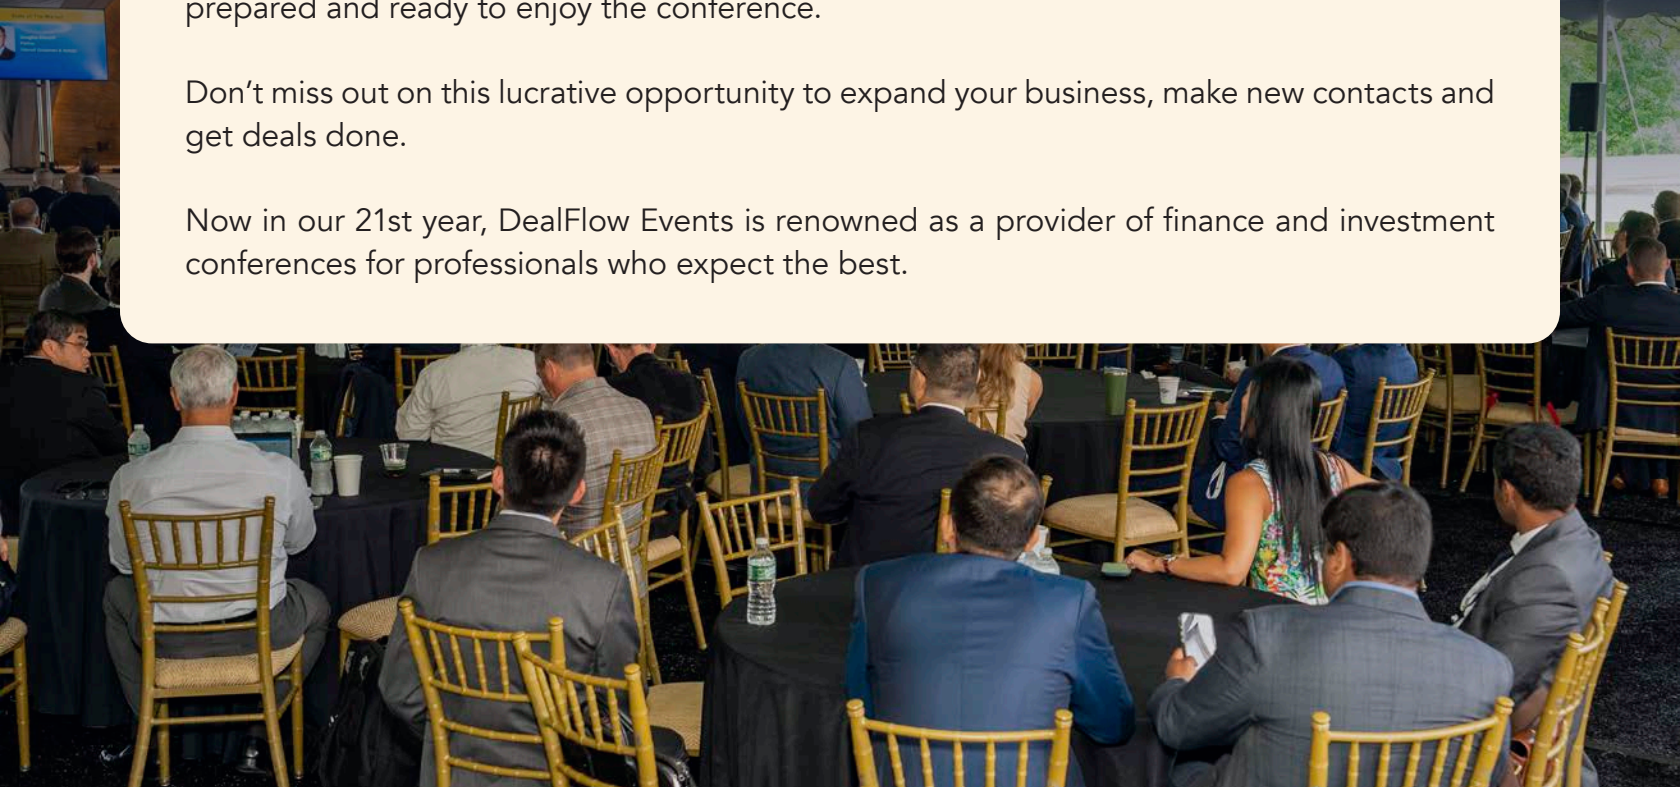 prepared and ready to enjoy the conference.
Don’t miss out on this lucrative opportunity to expand your business, make new contacts and
get deals done.
Now in our 21st year, DealFlow Events is renowned as a provider of finance and investment
conferences for professionals who expect the best.